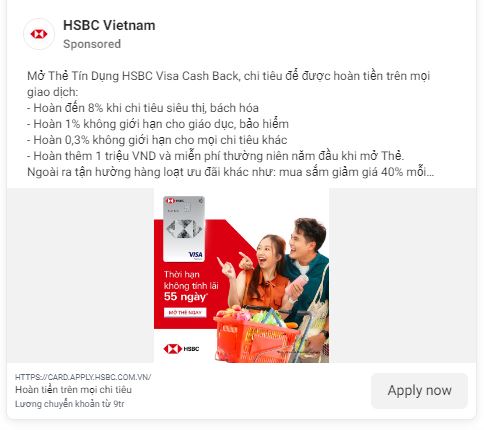 HSBC Vietnam
Sponsored
Mở Thẻ Tín Dụng HSBC Visa Cash Back, chi tiêu để được hoàn tiền trên mọi
giao dịch:
- Hoàn đến 8% khi chi tiêu siêu thị, bách hóa
- Hoàn 1% không giới hạn cho giáo dục, bảo hiểm
- Hoàn 0,3% không giới hạn cho mọi chi tiêu khác
- Hoàn thêm 1 triệu VND và miễn phí thường niên năm đầu khi mở Thẻ.
Ngoài ra tận hưởng hàng loạt ưu đãi khác như: mua sắm giảm giá 40% mỗi...
HSBC
VISA
Thời hạn
không tính lãi
55 ngày*
MỞ THẺ NGAY
HSBC
HTTPS://CARD.APPLY.HSBC.COM.VN/
Hoàn tiền trên mọi chi tiêu
Lương chuyển khoản từ 9tr
Apply now